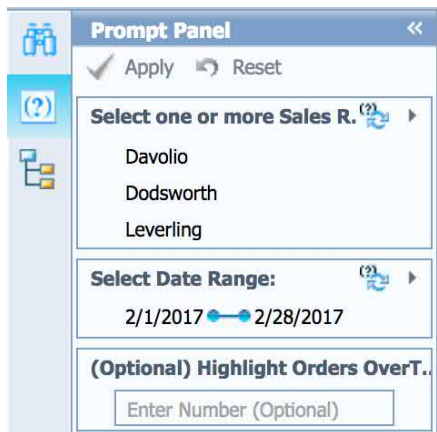 Prompt Panel «
Apply Reset
(?)
Select one or more Sales R. (?)
Davolio
Dodsworth
Leverling
Select Date Range: (?)
2/1/2017 2/28/2017
(Optional) Highlight Orders OverT..
Enter Number (Optional)